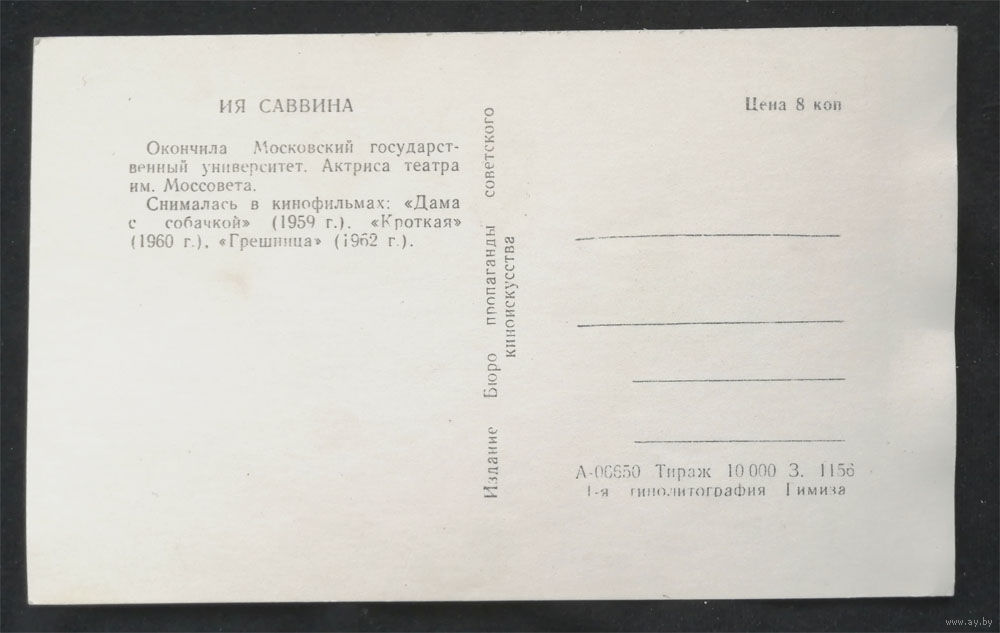 ИЯ САВВИНА
Окончила Московский государст-
венный университет. Актриса театра
им. Моссовета.
Снималась в кинофильмах: «Дама
с собачкой» (1959 г.). «Кроткая»
(1960 г.), «Грешница» (1962 г.).
Издание Бюро пропаганды советского
киноискусства
Цена 8 коп
А-06650 Тираж 10 000 З. 1156
1-я типолитография Гимиза
www.ay.by